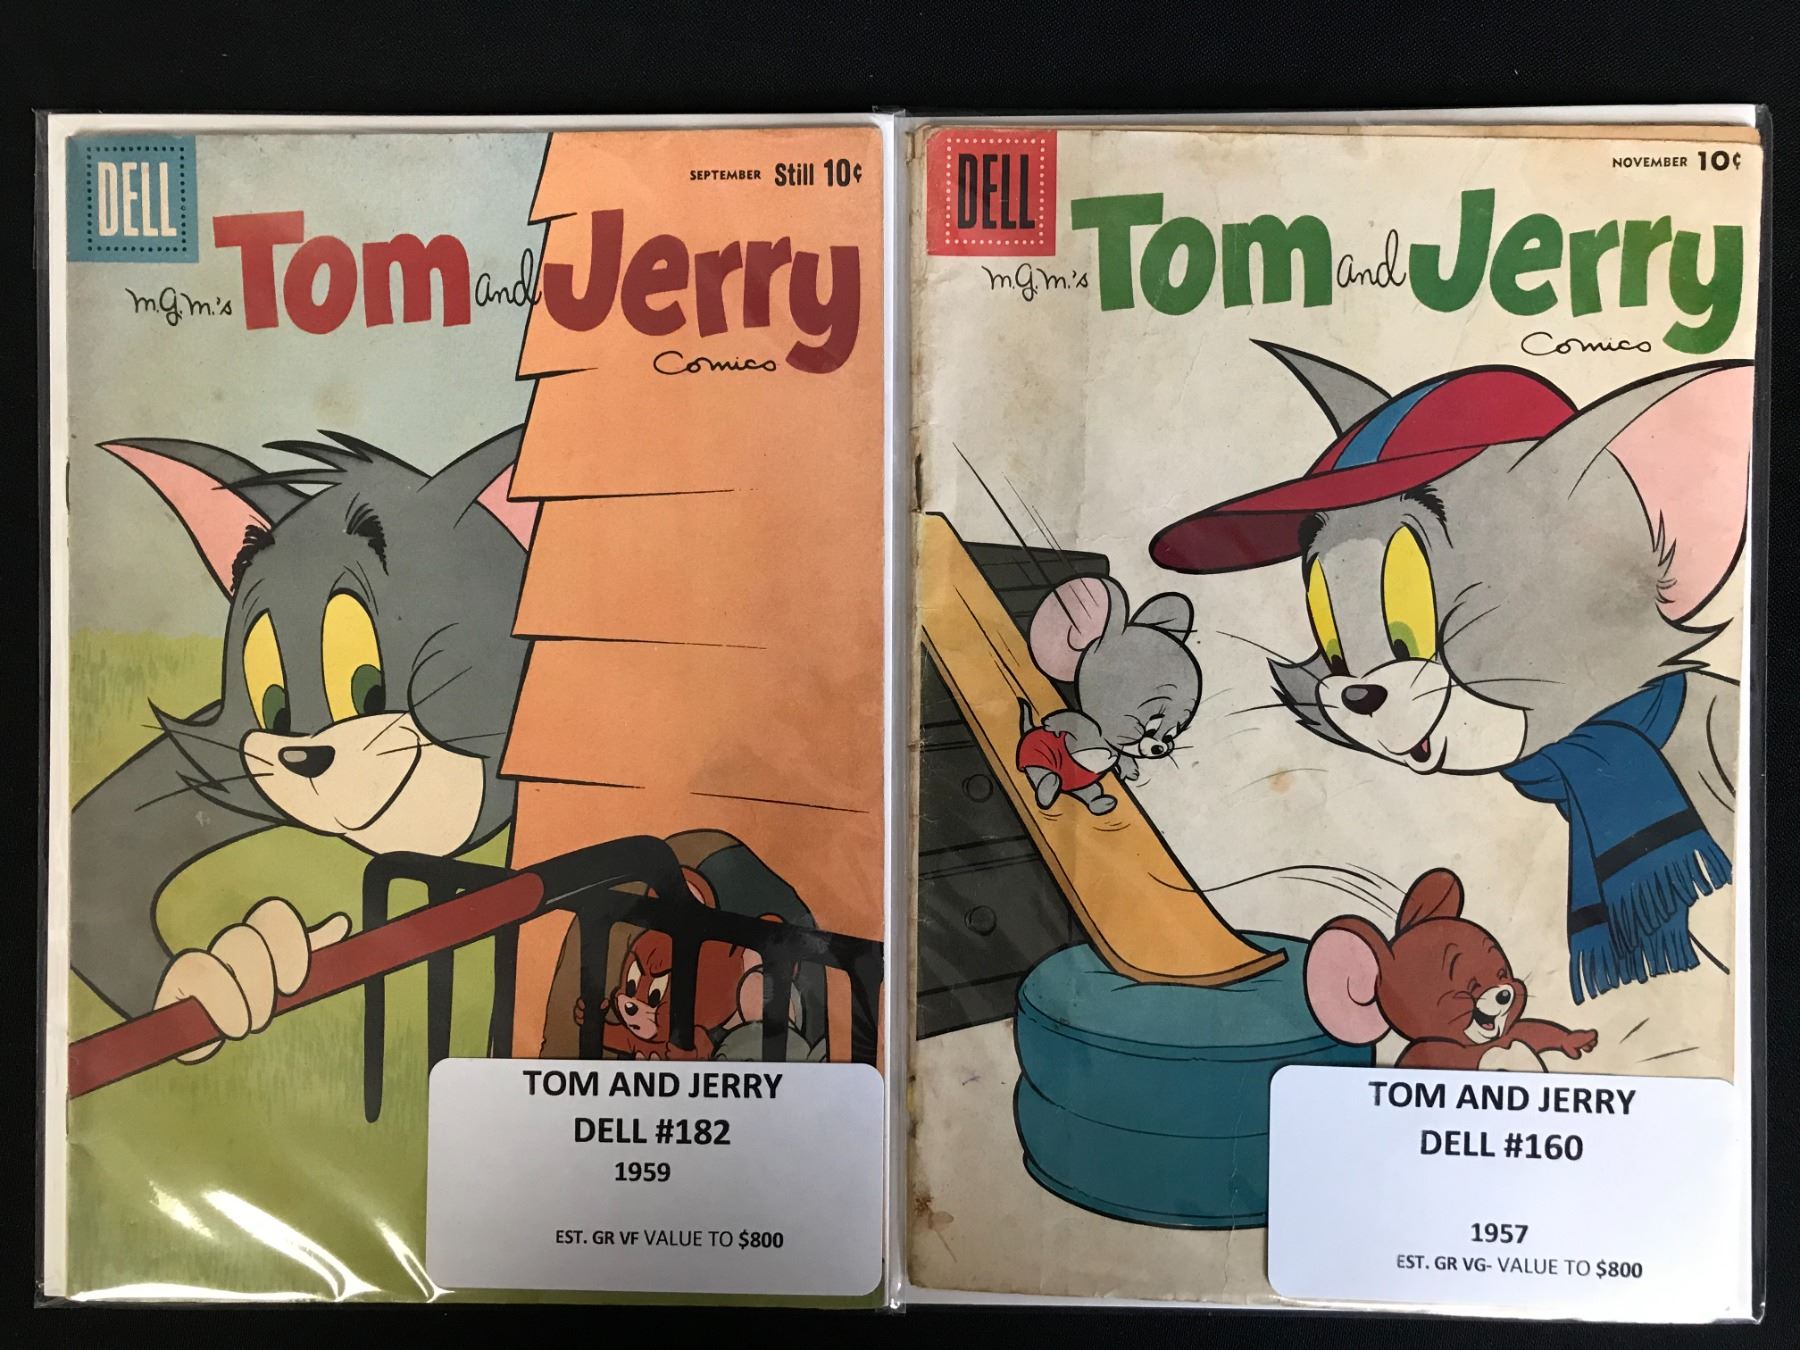 DELL
SEPTEMBER Still 10¢
m.g.m.'s Tom and Jerry
Comics
TOM AND JERRY
DELL #182
1959
EST. GR VF VALUE TO $800
DELL
NOVEMBER 10¢
m.g.m.'s Tom and Jerry
Comics
TOM AND JERRY
DELL #160
1957
EST. GR VG- VALUE TO $800